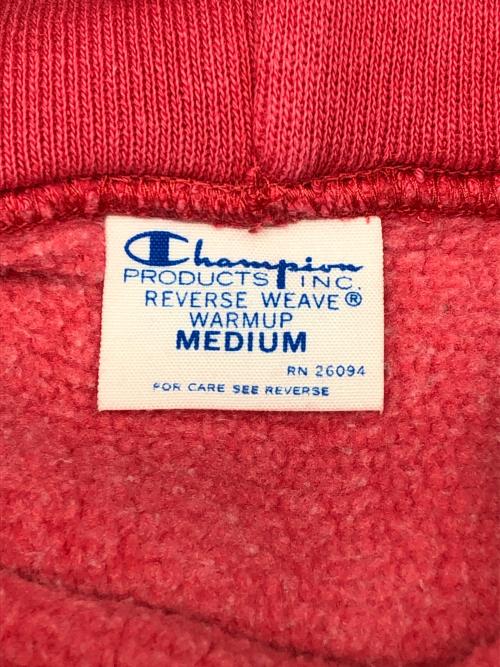 Champion
PRODUCTS INC.
REVERSE WEAVE®
WARMUP
MEDIUM
RN 26094
FOR CARE SEE REVERSE